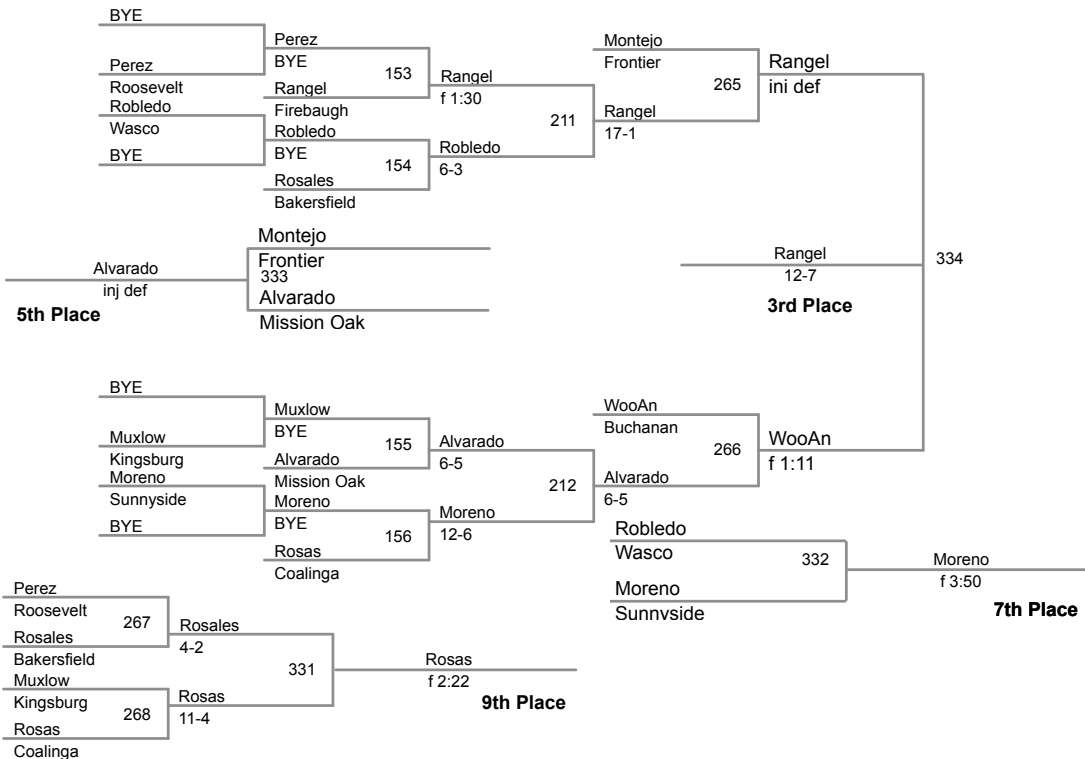 BYE
Perez
Montejo
Rangel
BYE
153
Frontier
265
ini def
Perez
Rangel
Rangel
Roosevelt
f 1:30
Robledo
Firebaugh
211
Rangel
Wasco
Robledo
17-1
BYE
BYE
154
Robledo
6-3
Rosales
Bakersfield
Montejo
Frontier
333
Alvarado
inj def
5th Place
Alvarado
Mission Oak
Rangel
12-7
3rd Place
334
BYE
Muxlow
WooAn
BYE
155
Alvarado
Buchanan
266
WooAn
f 1:11
Muxlow
Alvarado
6-5
Kingsburg
Mission Oak
Moreno
Moreno
212
Alvarado
6-5
Sunnyside
BYE
BYE
156
Moreno
12-6
Rosas
Coalinga
Robledo
Wasco
332
Moreno
f 3:50
7th Place
Moreno
Sunnvside
Perez
Roosevelt
267
Rosales
4-2
Rosales
Bakersfield
331
Rosas
f 2:22
9th Place
Muxlow
Kingsburg
268
Rosas
11-4
Rosas
Coalinga